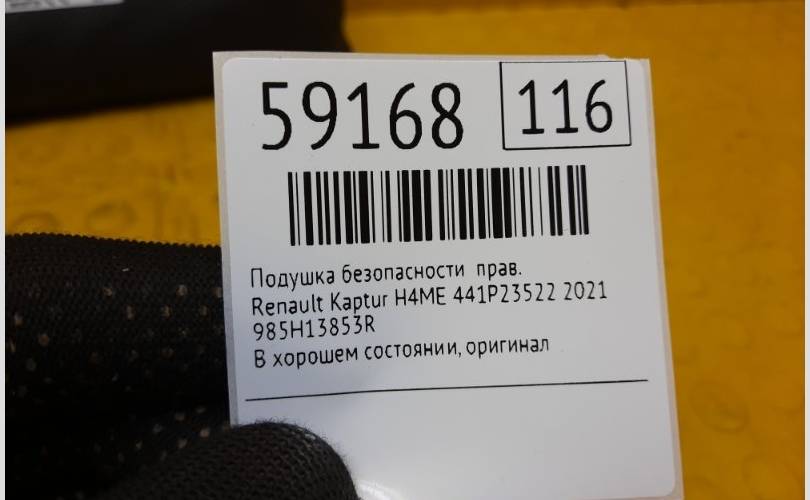 59168 116
Подушка безопасности прав.
Renault Kaptur H4ME 441P23522 2021
985H13853R
В хорошем состоянии, оригинал